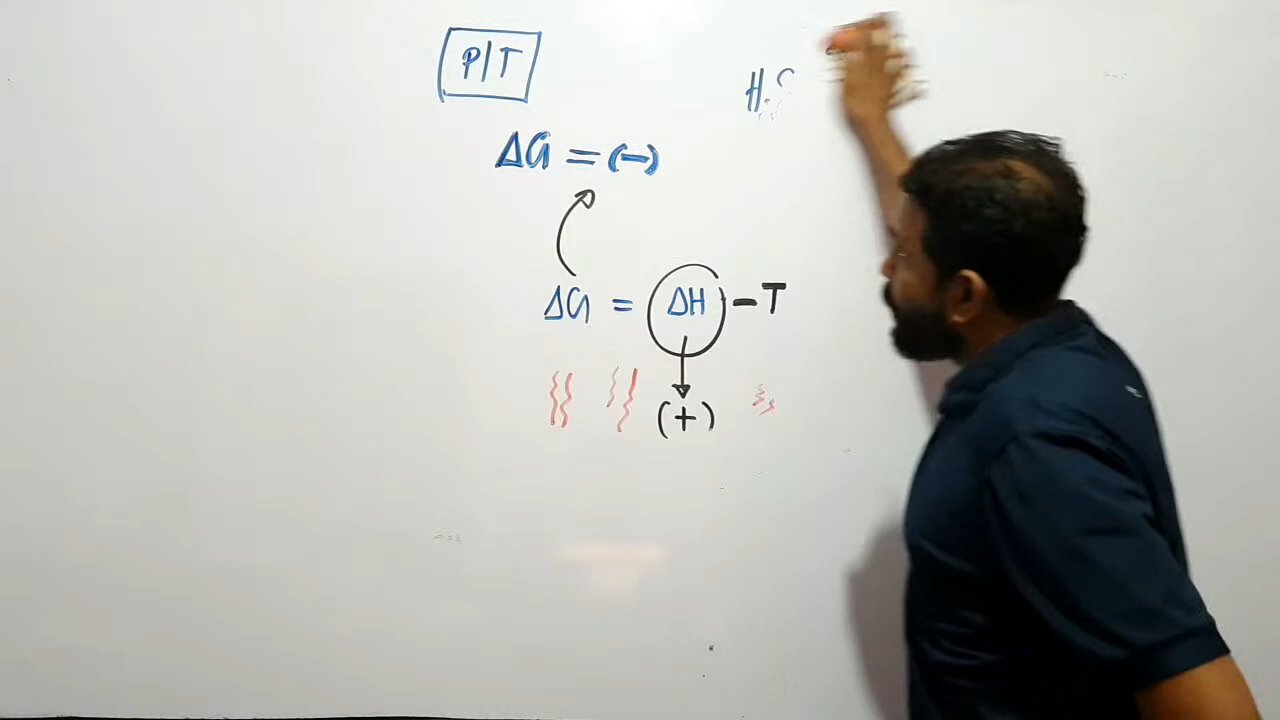 P/T
H.
ΔG = (-)
ΔG = ΔH - T
(+)